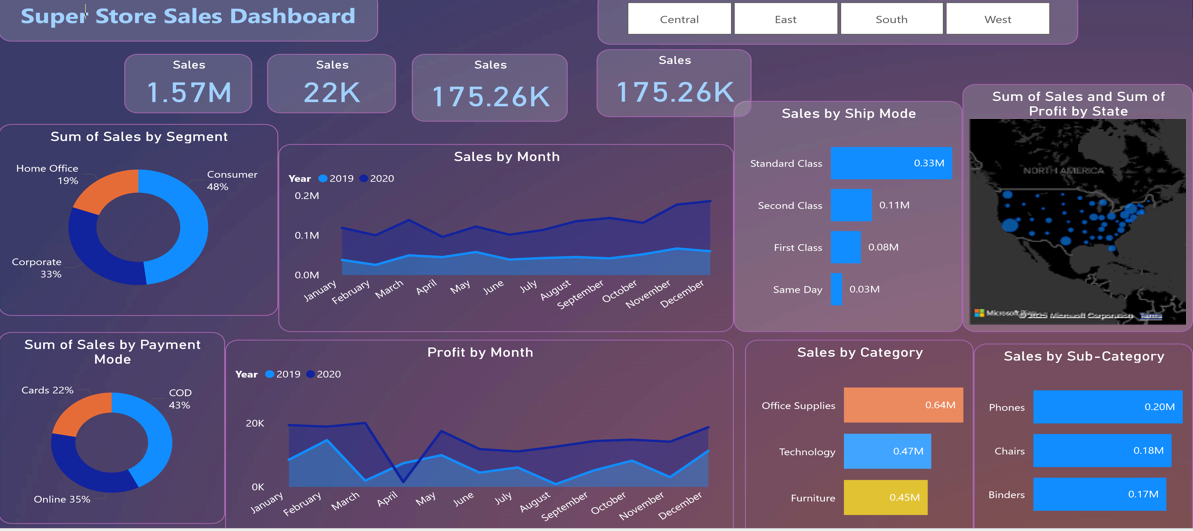 Super Store Sales Dashboard
Central
East
South
West
Sales
1.57M
Sales
22K
Sales
175.26K
Sales
175.26K
Sum of Sales by Segment
Home Office
19%
Consumer
48%
Corporate
33%
Sales by Month
Year 2019 2020
0.2M
0.1M
0.0M
January
February
March
April
May
June
July
August
September
October
November
December
Sales by Ship Mode
Standard Class 0.33M
Second Class 0.11M
First Class 0.08M
Same Day 0.03M
Sum of Sales and Sum of
Profit by State
NORTH AMERICA
Microsoft
Microsoft Corporation
Terms
Sum of Sales by Payment
Mode
Cards 22%
COD
43%
Online 35%
Profit by Month
Year 2019 2020
20K
0K
January
February
March
April
May
June
July
August
September
October
November
December
Sales by Category
Office Supplies 0.64M
Technology 0.47M
Furniture 0.45M
Sales by Sub-Category
Phones 0.20M
Chairs 0.18M
Binders 0.17M